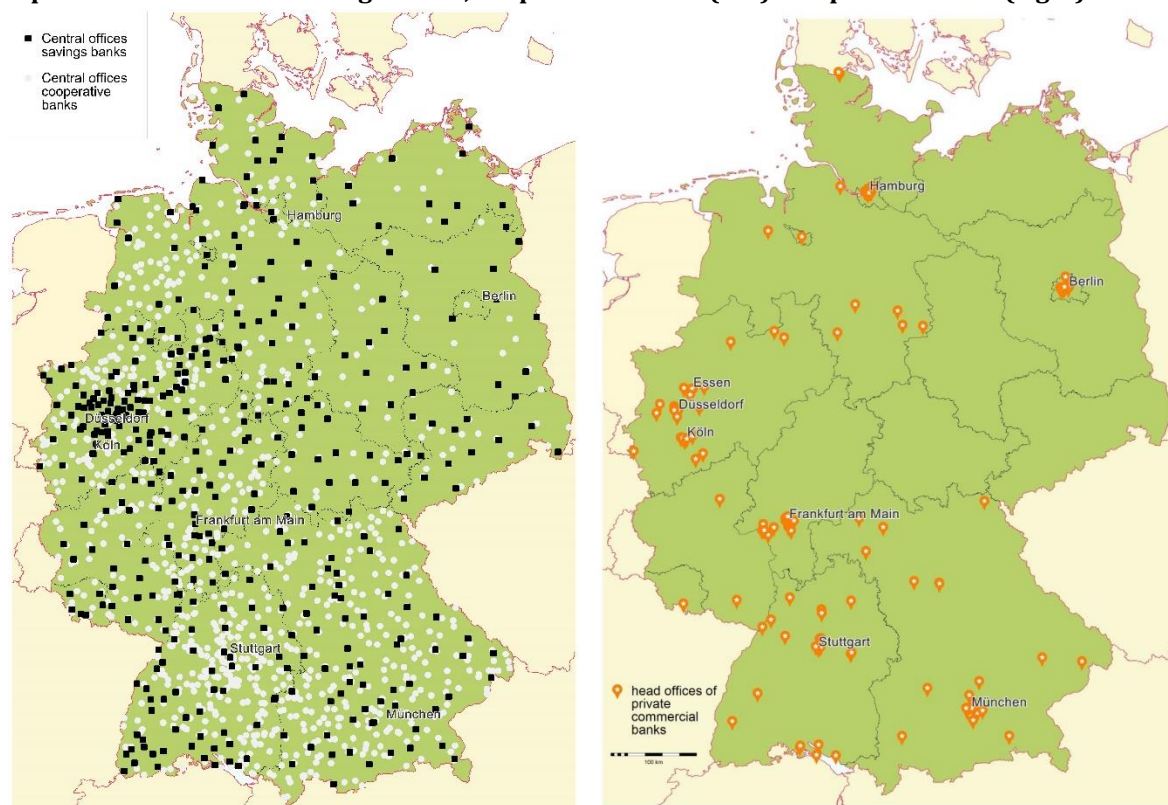 Central offices
savings banks
Central offices
cooperative
banks
Hamburg
Berlin
Düsseldorf
Köln
Frankfurt am Main
Stuttgart
München
Hamburg
Berlin
Essen
Düsseldorf
Köln
Frankfurt am Main
Stuttgart
head offices of
private
commercial
banks
München
100 km